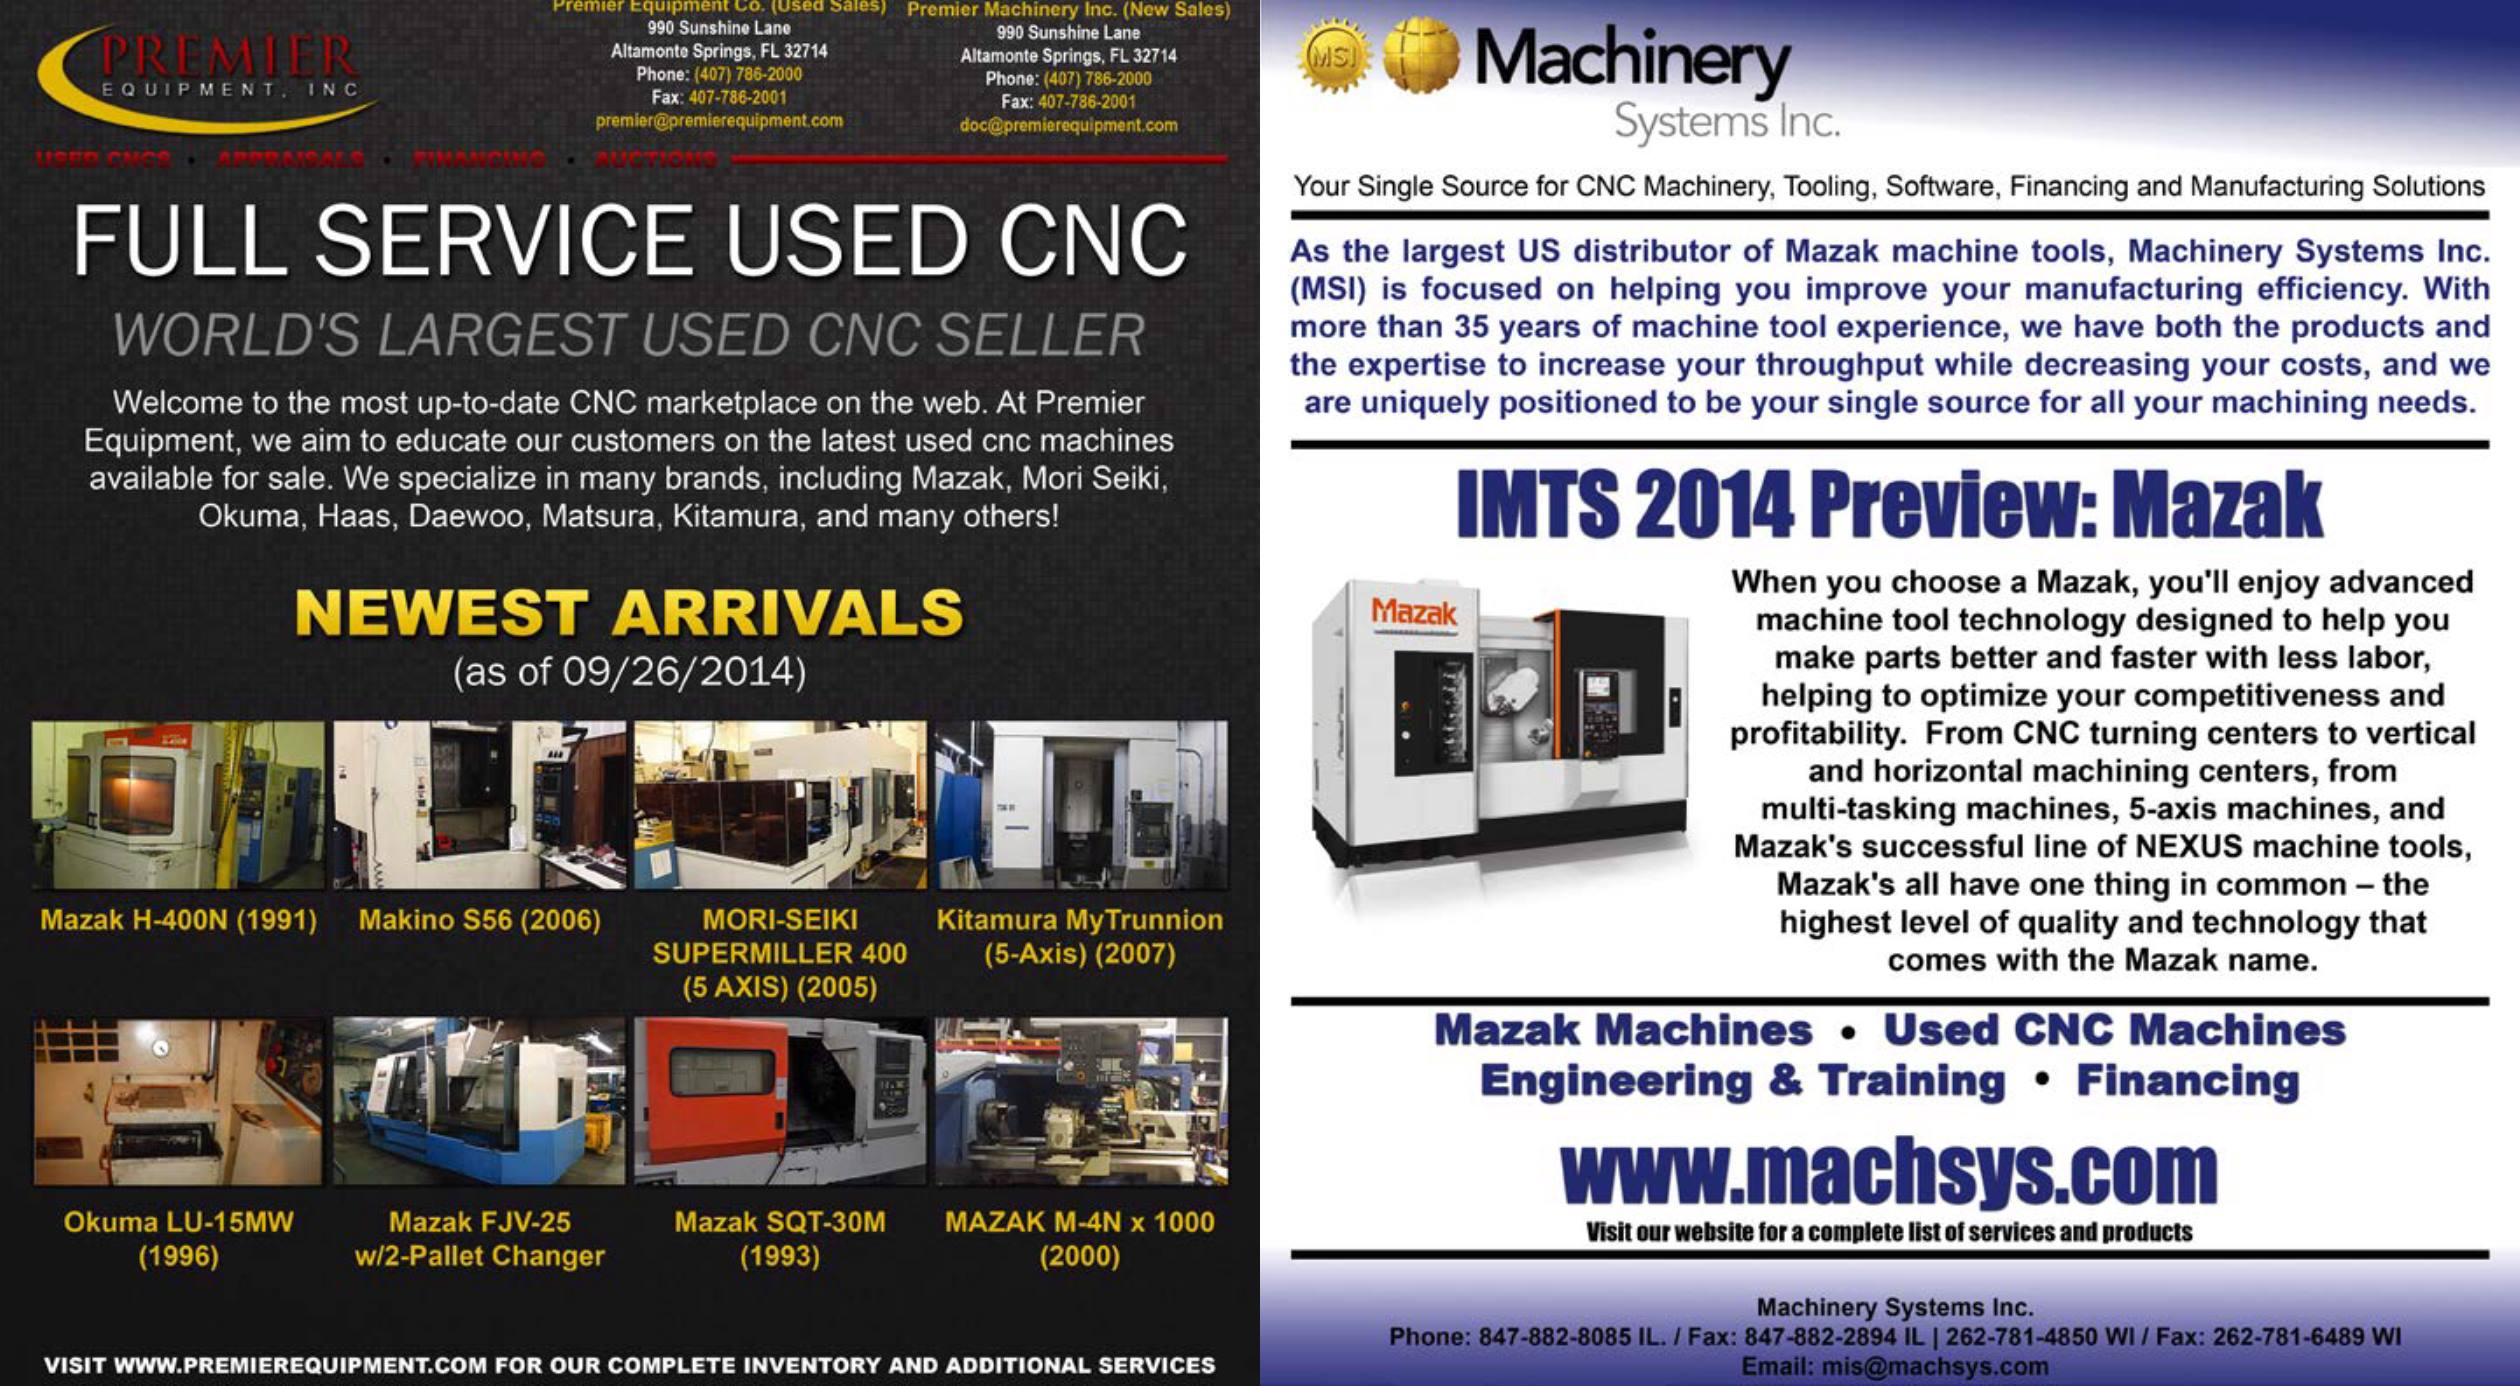 PREMIER
EQUIPMENT, INC
Premier Equipment Co. (Used Sales)
990 Sunshine Lane
Altamonte Springs, FL 32714
Phone: (407) 786-2000
Fax: 407-786-2001
premier@premierequipment.com
Premier Machinery Inc. (New Sales)
990 Sunshine Lane
Altamonte Springs, FL 32714
Phone: (407) 786-2000
Fax: 407-786-2001
doc@premierequipment.com
USED CNCS • APPRAISALS • FINANCING • AUCTIONS
FULL SERVICE USED CNC
WORLD'S LARGEST USED CNC SELLER
Welcome to the most up-to-date CNC marketplace on the web. At Premier
Equipment, we aim to educate our customers on the latest used cnc machines
available for sale. We specialize in many brands, including Mazak, Mori Seiki,
Okuma, Haas, Daewoo, Matsura, Kitamura, and many others!
NEWEST ARRIVALS
(as of 09/26/2014)
Mazak H-400N (1991)
Makino S56 (2006)
MORI-SEIKI
SUPERMILLER 400
(5 AXIS) (2005)
Kitamura MyTrunnion
(5-Axis) (2007)
Okuma LU-15MW
(1996)
Mazak FJV-25
w/2-Pallet Changer
Mazak SQT-30M
(1993)
MAZAK M-4N x 1000
(2000)
VISIT WWW.PREMIEREQUIPMENT.COM FOR OUR COMPLETE INVENTORY AND ADDITIONAL SERVICES
MSI
Machinery
Systems Inc.
Your Single Source for CNC Machinery, Tooling, Software, Financing and Manufacturing Solutions
As the largest US distributor of Mazak machine tools, Machinery Systems Inc.
(MSI) is focused on helping you improve your manufacturing efficiency. With
more than 35 years of machine tool experience, we have both the products and
the expertise to increase your throughput while decreasing your costs, and we
are uniquely positioned to be your single source for all your machining needs.
IMTS 2014 Preview: Mazak
Mazak
When you choose a Mazak, you'll enjoy advanced
machine tool technology designed to help you
make parts better and faster with less labor,
helping to optimize your competitiveness and
profitability. From CNC turning centers to vertical
and horizontal machining centers, from
multi-tasking machines, 5-axis machines, and
Mazak's successful line of NEXUS machine tools,
Mazak's all have one thing in common – the
highest level of quality and technology that
comes with the Mazak name.
Mazak Machines • Used CNC Machines
Engineering & Training • Financing
www.machsys.com
Visit our website for a complete list of services and products
Machinery Systems Inc.
Phone: 847-882-8085 IL. / Fax: 847-882-2894 IL | 262-781-4850 WI / Fax: 262-781-6489 WI
Email: mis@machsys.com